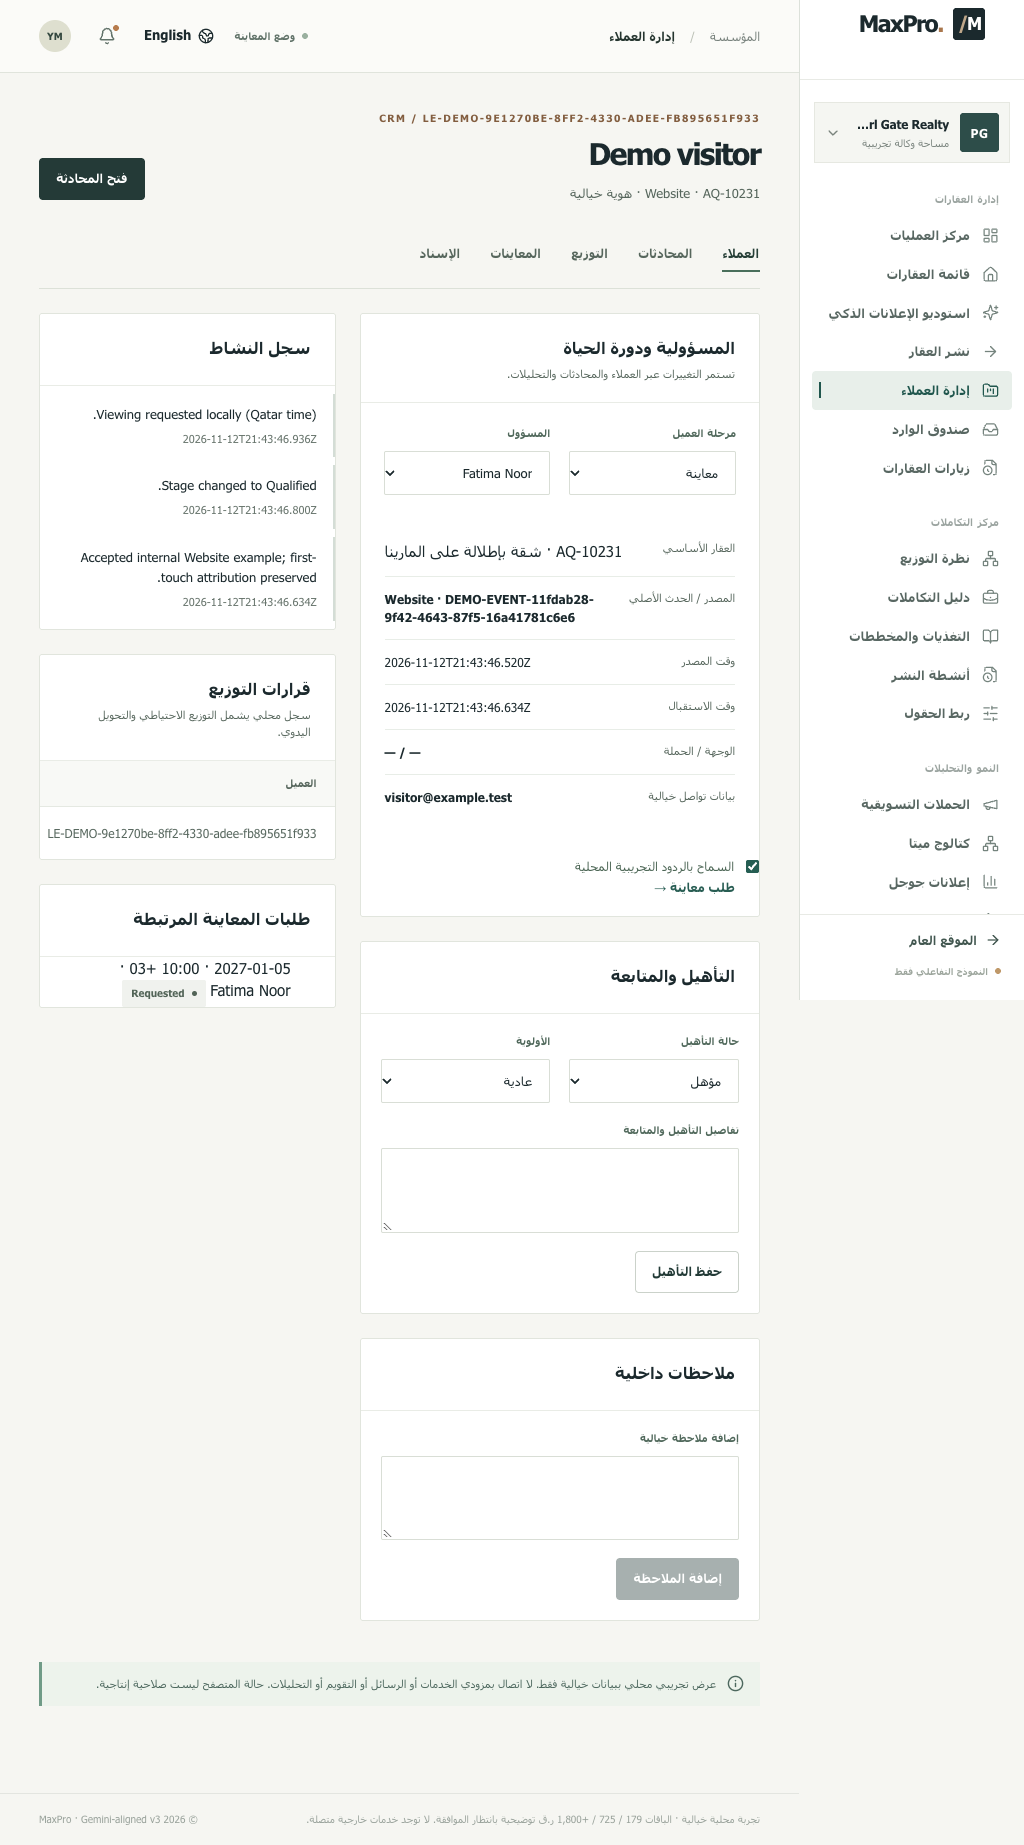 MaxPro. /M
PG
...rl Gate Realty
مساحة وكالة تجريبية
إدارة العقارات
مركز العمليات
قائمة العقارات
استوديو الإعلانات الذكي
نشر العقار
إدارة العملاء
صندوق الوارد
زيارات العقارات
مركز التكاملات
نظرة التوزيع
دليل التكاملات
التغذيات والمخططات
أنشطة النشر
ربط الحقول
النمو والتحليلات
الحملات التسويقية
كتالوج ميتا
إعلانات جوجل
الموقع العام
النموذج التفاعلي فقط
المؤسسة / إدارة العملاء
وضع المعاينة
English
YM
CRM / LE-DEMO-9E1270BE-8FF2-4330-ADEE-FB895651F933
Demo visitor
هوية خيالية · Website · AQ-10231
فتح المحادثة
العملاء
المحادثات
التوزيع
المعاينات
الإسناد
المسؤولية ودورة الحياة
تستمر التغييرات عبر العملاء والمحادثات والتحليلات.
مرحلة العميل
المسؤول
معاينة
Fatima Noor
العقار الأساسي
AQ-10231 · شقة بإطلالة على المارينا
المصدر / الحدث الأصلي
Website · DEMO-EVENT-11fdab28-
9f42-4643-87f5-16a41781c6e6
وقت المصدر
2026-11-12T21:43:46.520Z
وقت الاستقبال
2026-11-12T21:43:46.634Z
الوجهة / الحملة
— / —
بيانات تواصل خيالية
visitor@example.test
السماح بالردود التجريبية المحلية
طلب معاينة →
التأهيل والمتابعة
حالة التأهيل
الأولوية
مؤهل
عادية
تفاصيل التأهيل والمتابعة
حفظ التأهيل
ملاحظات داخلية
إضافة ملاحظة خيالية
إضافة الملاحظة
سجل النشاط
Viewing requested locally (Qatar time).
2026-11-12T21:43:46.936Z
Stage changed to Qualified.
2026-11-12T21:43:46.800Z
Accepted internal Website example; first-
touch attribution preserved.
2026-11-12T21:43:46.634Z
قرارات التوزيع
سجل محلي يشمل التوزيع الاحتياطي والتحويل
اليدوي.
العميل
LE-DEMO-9e1270be-8ff2-4330-adee-fb895651f933
طلبات المعاينة المرتبطة
2027-01-05 · 10:00 +03 ·
Fatima Noor Requested
عرض تجريبي محلي ببيانات خيالية فقط. لا اتصال بمزودي الخدمات أو الرسائل أو التقويم أو التحليلات. حالة المتصفح ليست صلاحية إنتاجية.
تجربة محلية خيالية · الباقات 179 / 725 / +1,800 ر.ق توضيحية بانتظار الموافقة. لا توجد خدمات خارجية متصلة.
MaxPro · Gemini-aligned v3 2026 ©